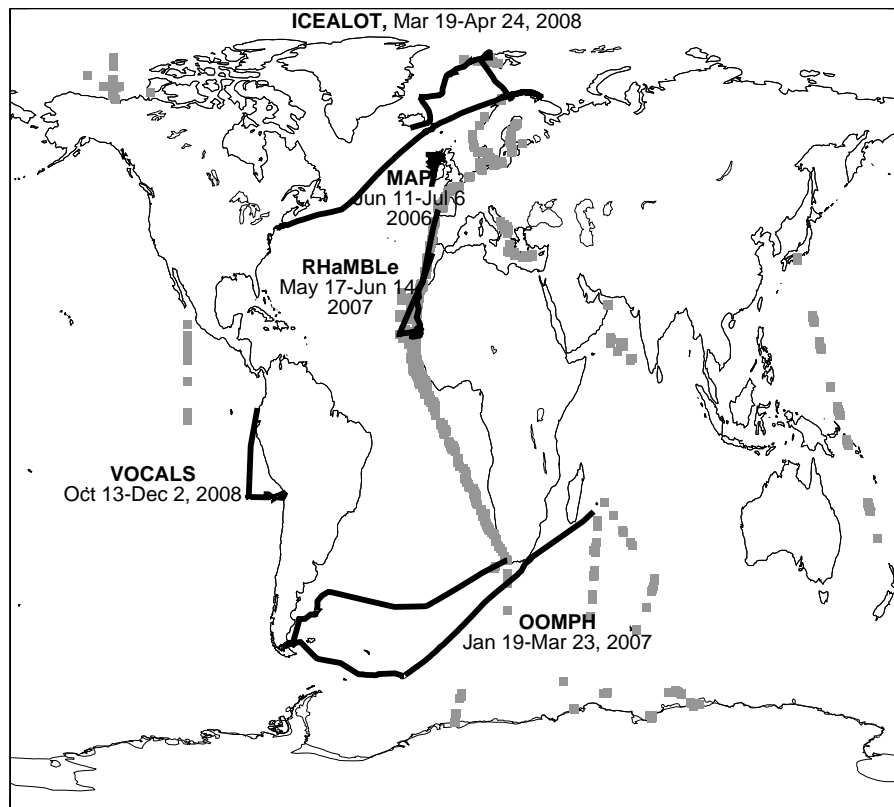 ICEALOT, Mar 19-Apr 24, 2008
MAP
Jun 11-Jul 6
2006
RHaMBLe
May 17-Jun 14
2007
VOCALS
Oct 13-Dec 2, 2008
OOMPH
Jan 19-Mar 23, 2007